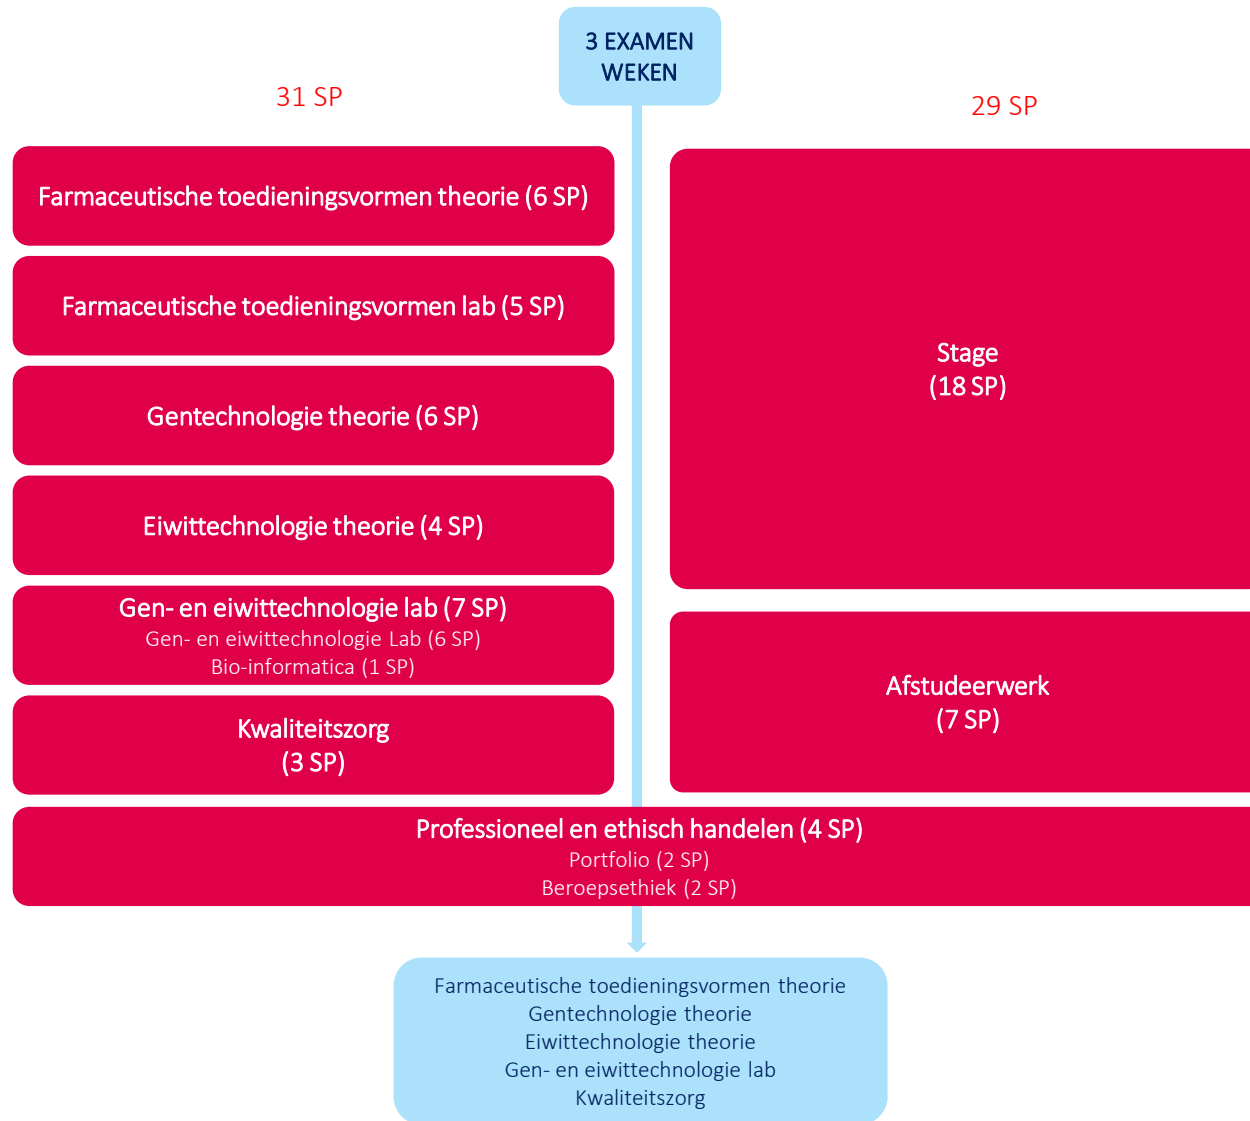 3 EXAMEN
WEKEN
31 SP
29 SP
Farmaceutische toedieningsvormen theorie (6 SP)
Farmaceutische toedieningsvormen lab (5 SP)
Gentechnologie theorie (6 SP)
Eiwittechnologie theorie (4 SP)
Gen- en eiwittechnologie lab (7 SP)
Gen- en eiwittechnologie Lab (6 SP)
Bio-informatica (1 SP)
Kwaliteitszorg
(3 SP)
Stage
(18 SP)
Afstudeerwerk
(7 SP)
Professioneel en ethisch handelen (4 SP)
Portfolio (2 SP)
Beroepsethiek (2 SP)
Farmaceutische toedieningsvormen theorie
Gentechnologie theorie
Eiwittechnologie theorie
Gen- en eiwittechnologie lab
Kwaliteitszorg